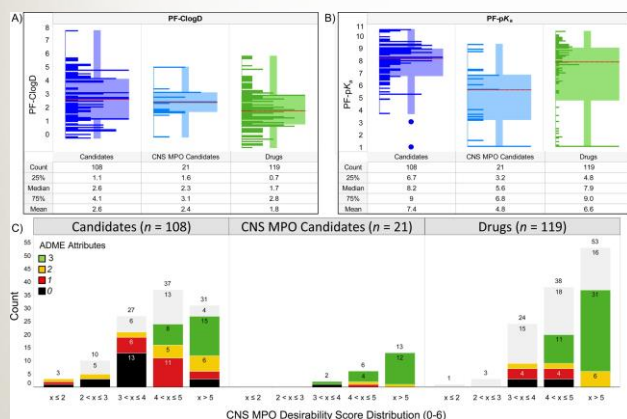 A)
PF-ClogD
PF-ClogD
8
7
6
5
4
3
2
1
0
Candidates CNS MPO Candidates Drugs
Count 108 21 119
25% 1.1 1.6 0.7
Median 2.6 2.3 1.7
75% 4.1 3.1 2.8
Mean 2.6 2.4 1.8
B)
PF-pKa
PF-pKa
11
10
9
8
7
6
5
4
3
2
1
Candidates CNS MPO Candidates Drugs
Count 108 21 119
25% 6.7 3.2 4.8
Median 8.2 5.6 7.9
75% 9 6.8 9.0
Mean 7.4 4.8 6.6
C)
Candidates (n = 108) CNS MPO Candidates (n = 21) Drugs (n = 119)
ADME Attributes
3
2
1
0
Count
55
50
45
40
35
30
25
20
15
10
5
0
3
10
5
27
6
6
13
37
13
8
5
11
31
4
15
6
2
6
4
13
12
1
3
24
15
4
38
18
11
4
53
16
31
6
x ≤ 2 2 < x ≤ 3 3 < x ≤ 4 4 < x ≤ 5 x > 5 x ≤ 2 2 < x ≤ 3 3 < x ≤ 4 4 < x ≤ 5 x > 5 x ≤ 2 2 < x ≤ 3 3 < x ≤ 4 4 < x ≤ 5 x > 5
CNS MPO Desirability Score Distribution (0-6)